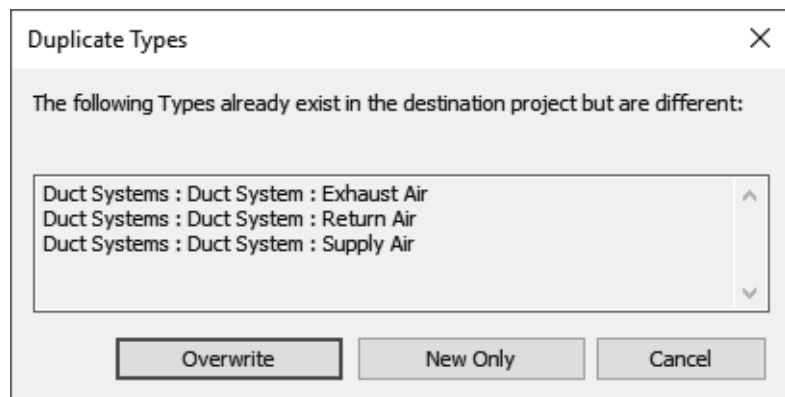 Duplicate Types
The following Types already exist in the destination project but are different:
Duct Systems : Duct System : Exhaust Air
Duct Systems : Duct System : Return Air
Duct Systems : Duct System : Supply Air
Overwrite
New Only
Cancel